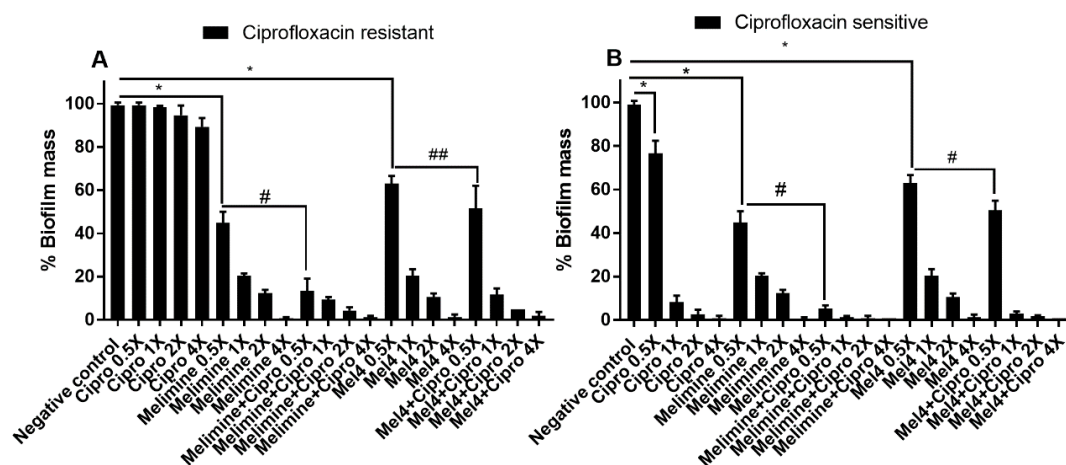 Ciprofloxacin resistant
A
% Biofilm mass
100
80
60
40
20
0
*
*
#
##
Negative control
Cipro 0.5X
Cipro 1X
Cipro 2X
Cipro 4X
Melimine 0.5X
Melimine 1X
Melimine 2X
Melimine 4X
Melimine+Cipro 0.5X
Melimine+Cipro 1X
Melimine+Cipro 2X
Melimine+Cipro 4X
Mel4 0.5X
Mel4 1X
Mel4 2X
Mel4 4X
Mel4+Cipro 0.5X
Mel4+Cipro 1X
Mel4+Cipro 2X
Mel4+Cipro 4X
Ciprofloxacin sensitive
B
% Biofilm mass
100
80
60
40
20
0
*
*
*
#
#
Negative control
Cipro 0.5X
Cipro 1X
Cipro 2X
Cipro 4X
Melimine 0.5X
Melimine 1X
Melimine 2X
Melimine 4X
Melimine+Cipro 0.5X
Melimine+Cipro 1X
Melimine+Cipro 2X
Melimine+Cipro 4X
Mel4 0.5X
Mel4 1X
Mel4 2X
Mel4 4X
Mel4+Cipro 0.5X
Mel4+Cipro 1X
Mel4+Cipro 2X
Mel4+Cipro 4X